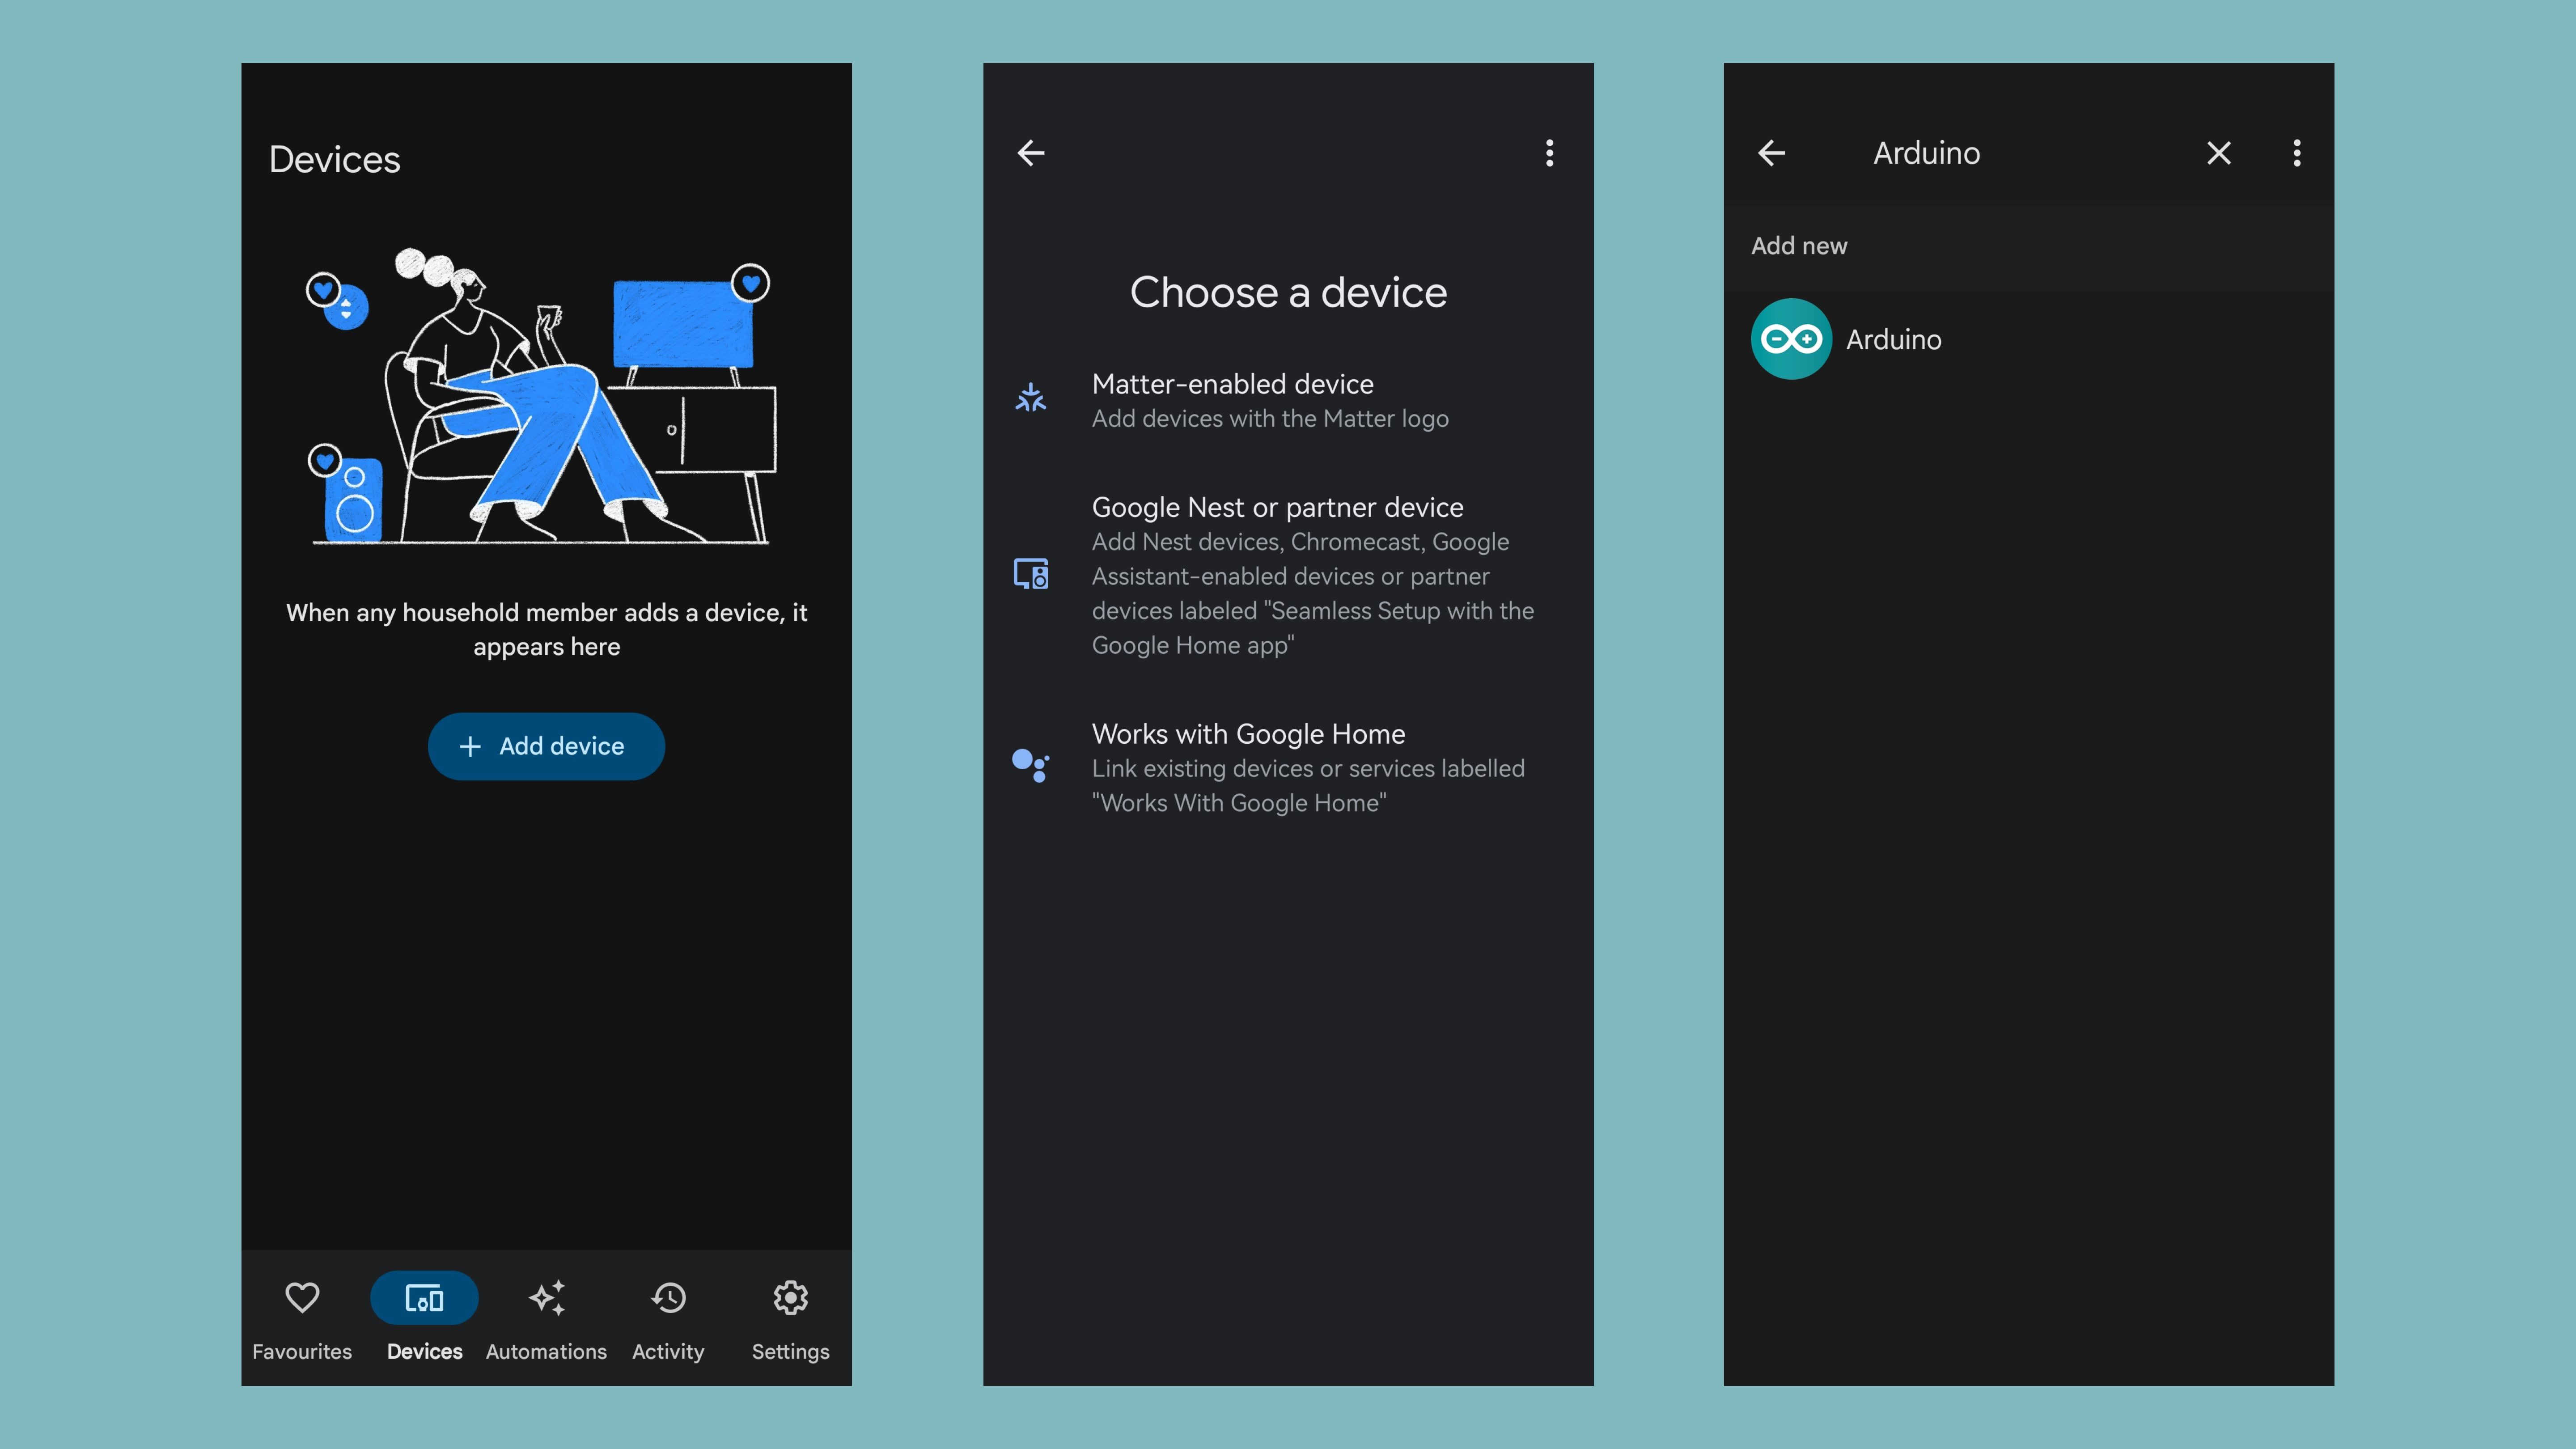 Devices
When any household member adds a device, it
appears here
+ Add device
Favourites
Devices
Automations
Activity
Settings
Choose a device
Matter-enabled device
Add devices with the Matter logo
Google Nest or partner device
Add Nest devices, Chromecast, Google
Assistant-enabled devices or partner
devices labeled "Seamless Setup with the
Google Home app"
Works with Google Home
Link existing devices or services labelled
"Works With Google Home"
Arduino
Add new
Arduino